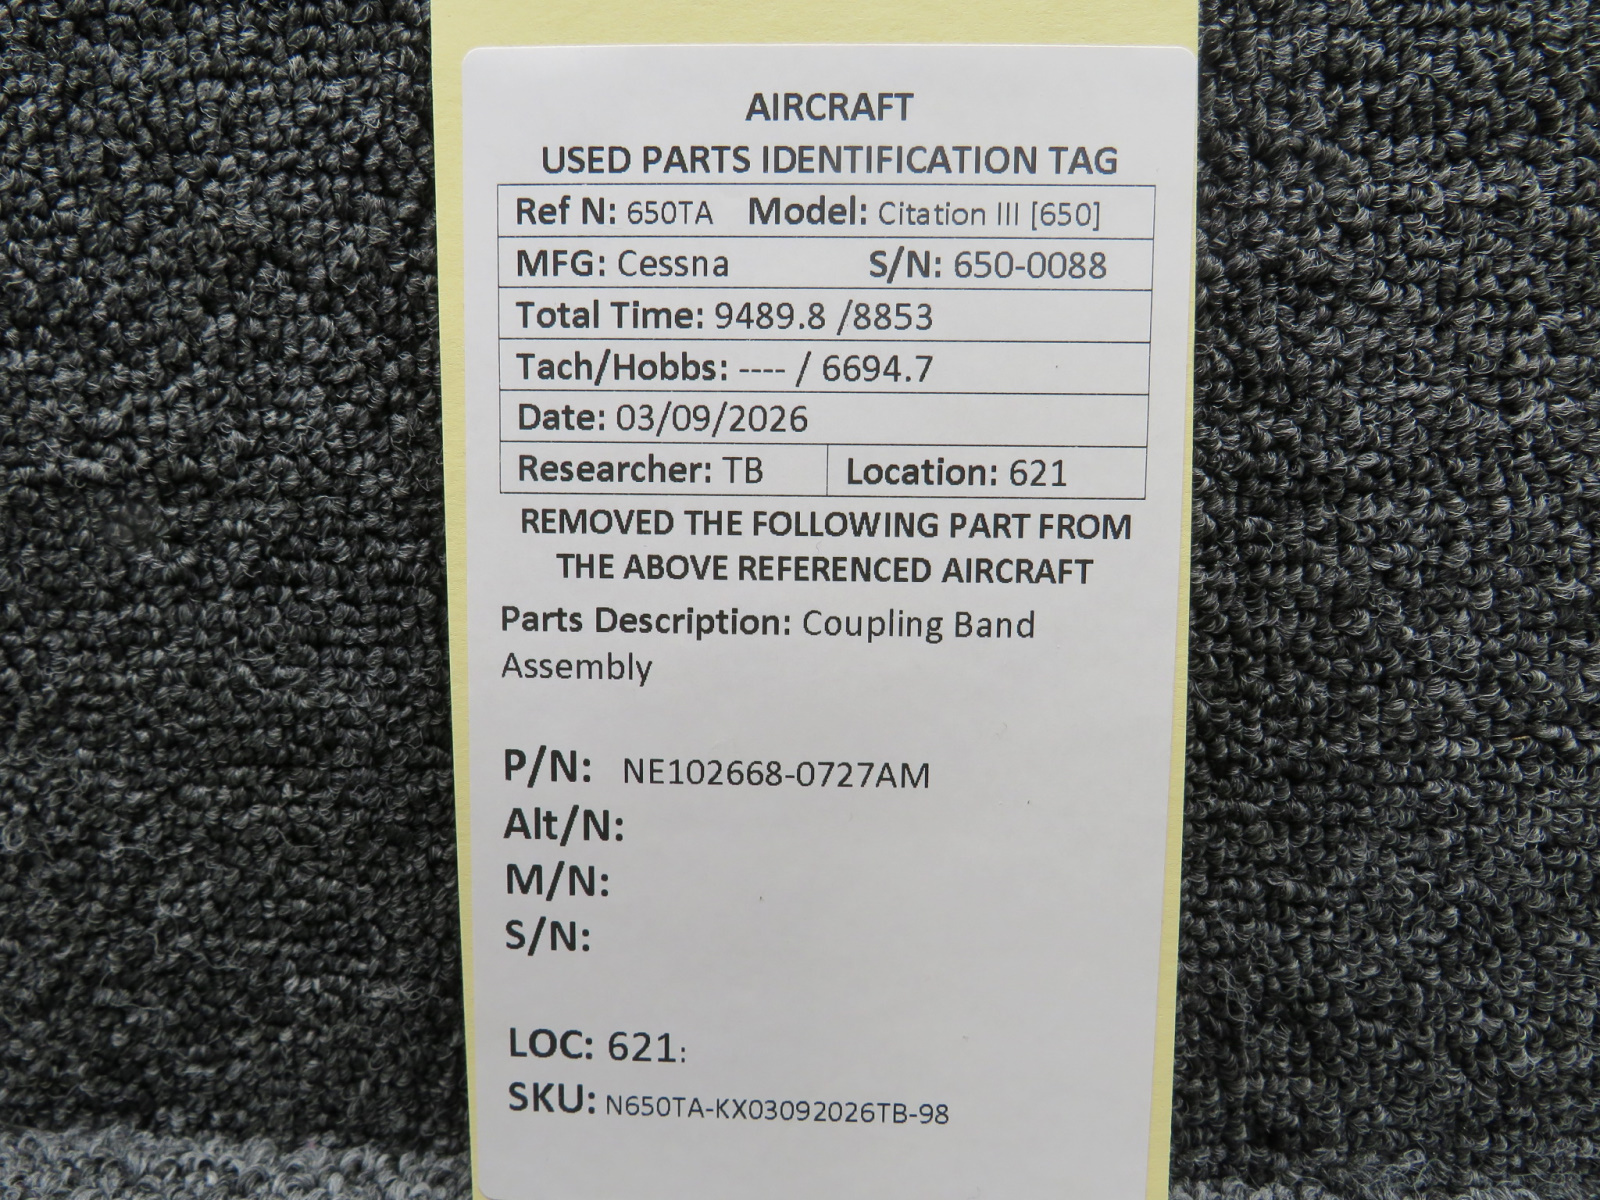 AIRCRAFT
USED PARTS IDENTIFICATION TAG
Ref N: 650TA Model: Citation III [650]
MFG: Cessna S/N: 650-0088
Total Time: 9489.8 /8853
Tach/Hobbs: ---- / 6694.7
Date: 03/09/2026
Researcher: TB Location: 621
REMOVED THE FOLLOWING PART FROM
THE ABOVE REFERENCED AIRCRAFT
Parts Description: Coupling Band
Assembly
P/N: NE102668-0727AM
Alt/N:
M/N:
S/N:
LOC: 621:
SKU: N650TA-KX03092026TB-98